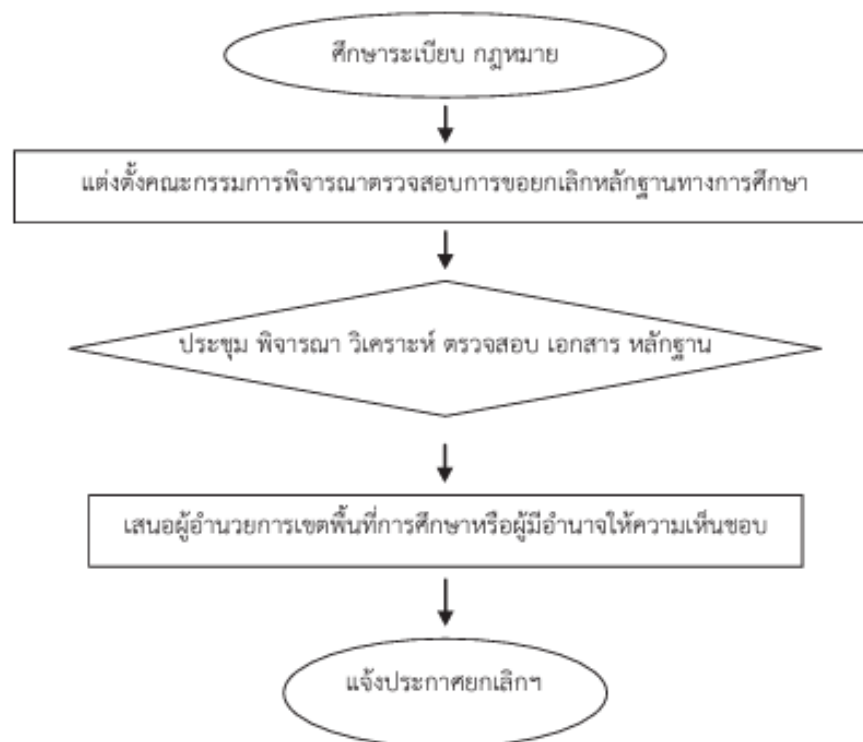 ศึกษาระเบียบ กฎหมาย
แต่งตั้งคณะกรรมการพิจารณาตรวจสอบการขอยกเลิกหลักฐานทางการศึกษา
ประชุม พิจารณา วิเคราะห์ ตรวจสอบ เอกสาร หลักฐาน
เสนอผู้อำนวยการเขตพื้นที่การศึกษาหรือผู้มีอำนาจให้ความเห็นชอบ
แจ้งประกาศยกเลิกฯ